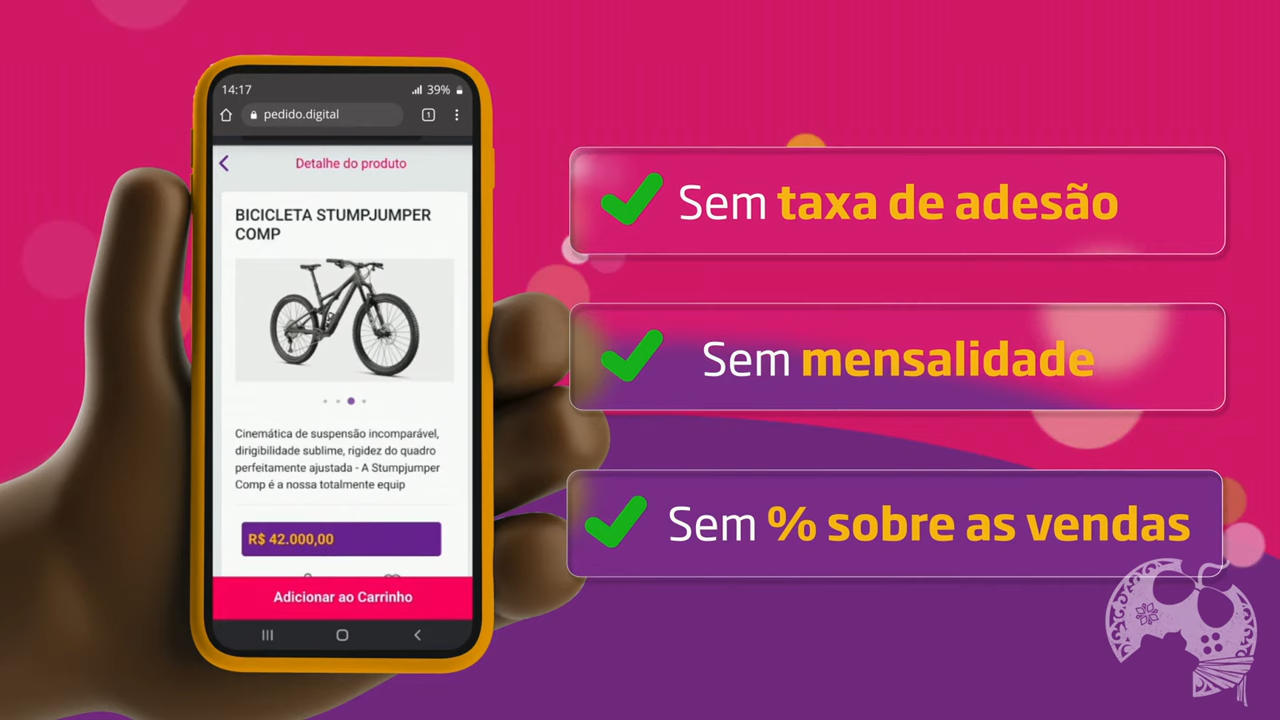 14:17
39%
pedido.digital
1
Detalhe do produto
BICICLETA STUMPJUMPER
COMP
Cinemática de suspensão incomparável,
dirigibilidade sublime, rigidez do quadro
perfeitamente ajustada - A Stumpjumper
Comp é a nossa totalmente equip
R$ 42.000,00
Adicionar ao Carrinho
Sem taxa de adesão
Sem mensalidade
Sem % sobre as vendas